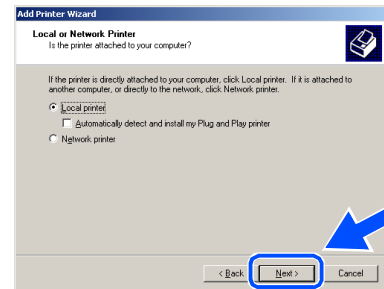 Add Printer Wizard
Local or Network Printer
Is the printer attached to your computer?
If the printer is directly attached to your computer, click Local printer. If it is attached to
another computer, or directly to the network, click Network printer.
Local printer
Automatically detect and install my Plug and Play printer
Network printer
< Back Next > Cancel